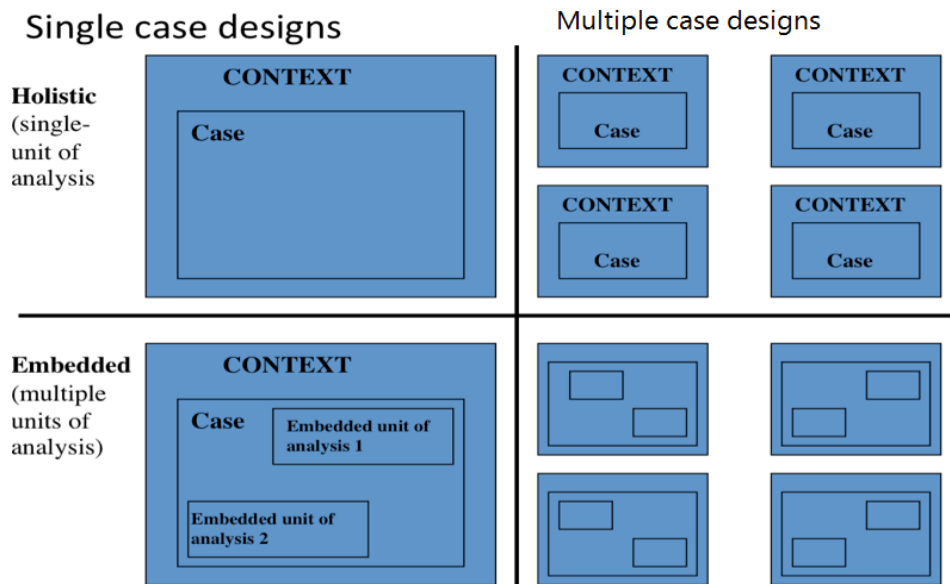 Single case designs
Multiple case designs
Holistic
(single-
unit of
analysis
CONTEXT
Case
CONTEXT
Case
CONTEXT
Case
CONTEXT
Case
CONTEXT
Case
Embedded
(multiple
units of
analysis)
CONTEXT
Case
Embedded unit of
analysis 1
Embedded unit of
analysis 2